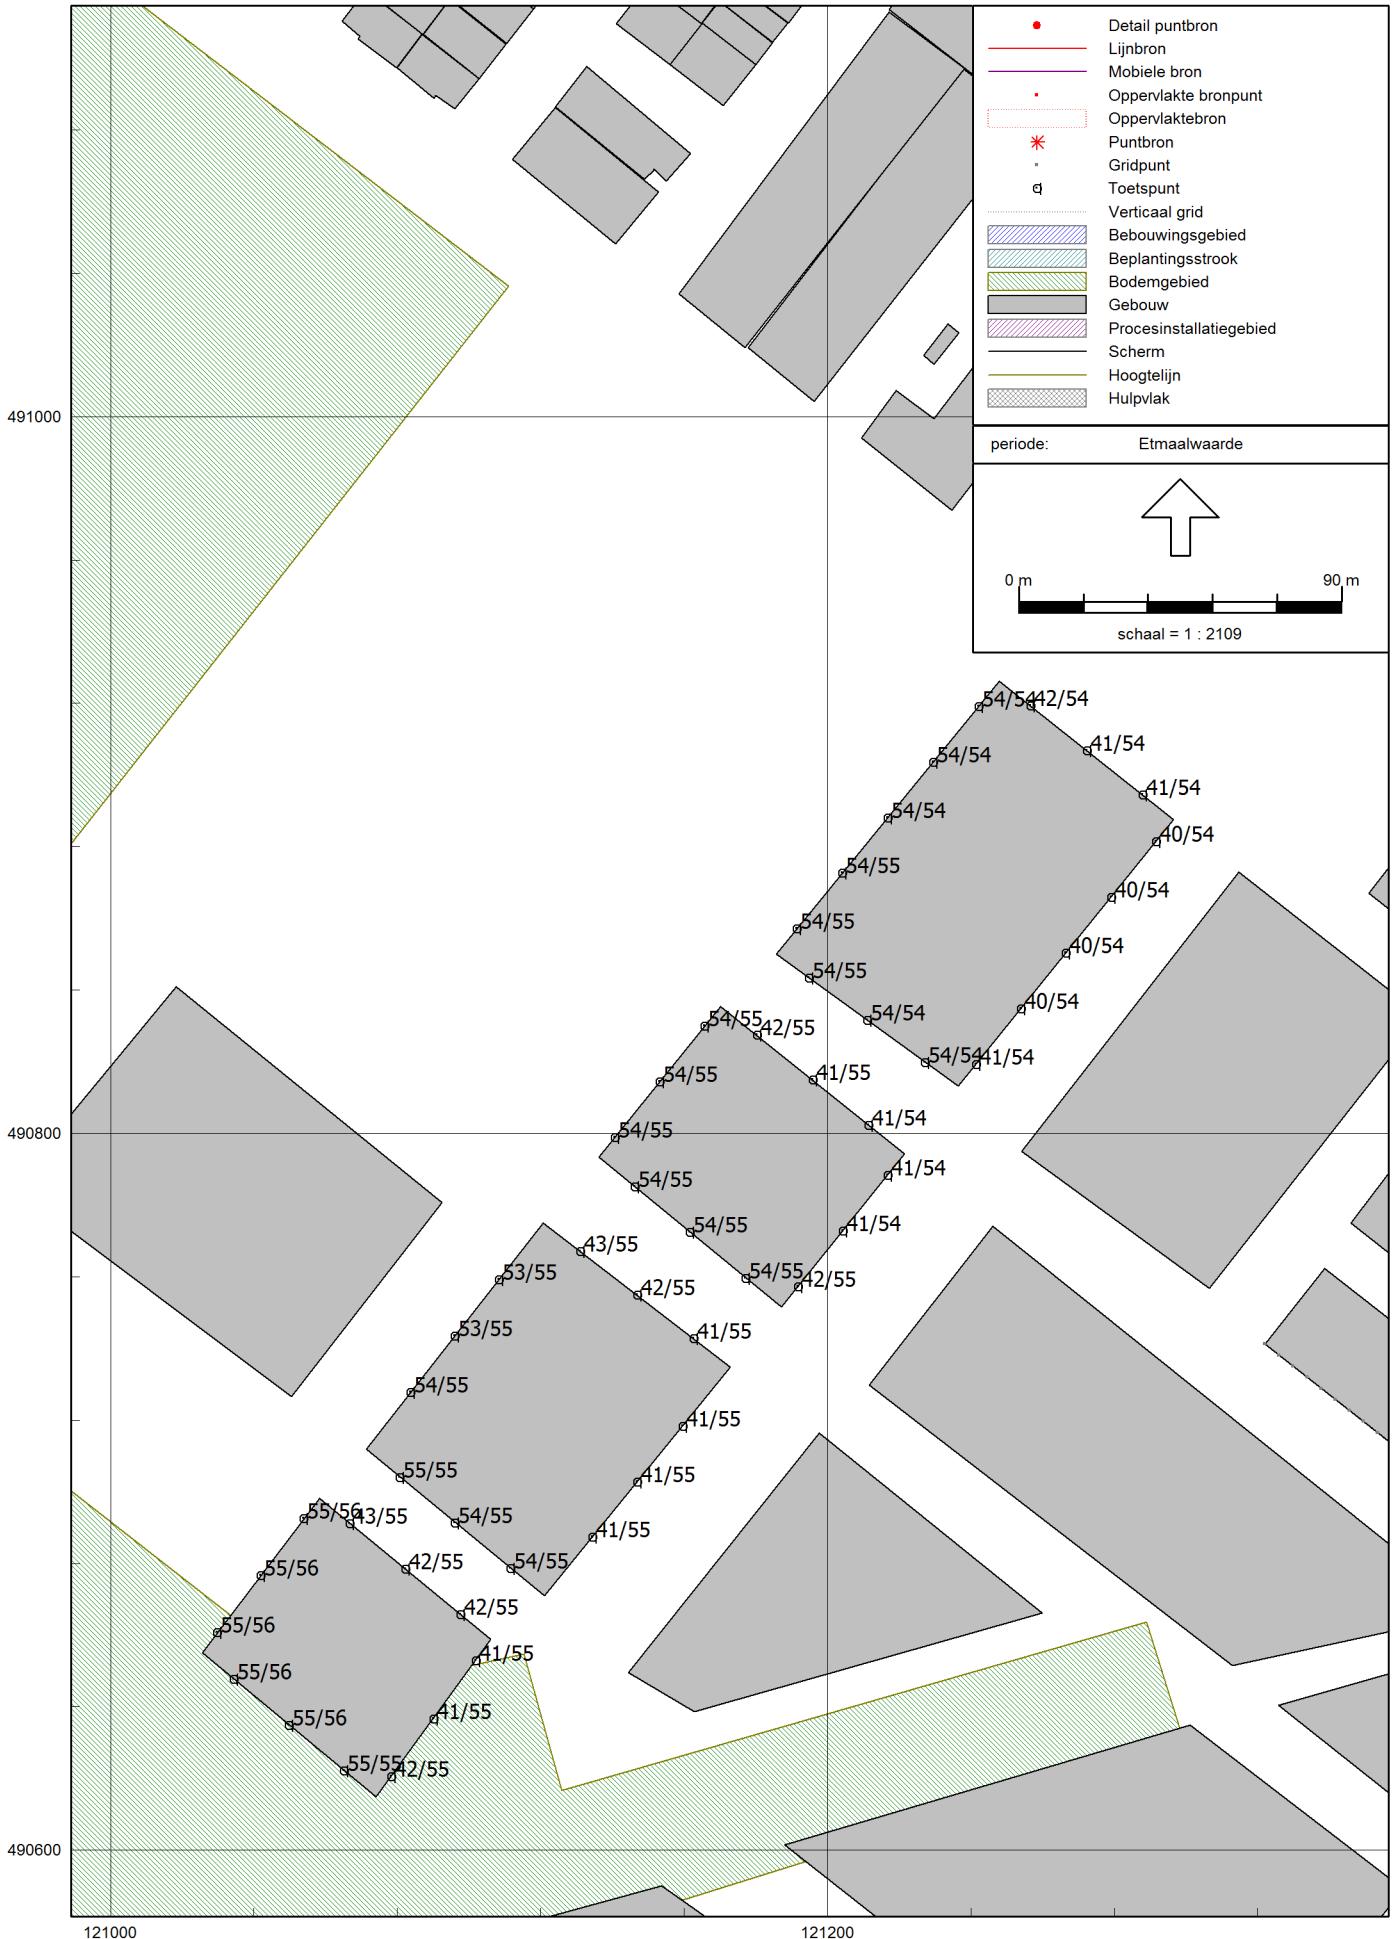 Detail puntbron
Lijnbron
Mobiele bron
Oppervlakte bronpunt
Oppervlaktebron
Puntbron
Gridpunt
Toetspunt
Verticaal grid
Bebouwingsgebied
Beplantingsstrook
Bodemgebied
Gebouw
Procesinstallatiegebied
Scherm
Hoogtelijn
Hulpvlak
periode: Etmaalwaarde
0 m 90 m
schaal = 1 : 2109
491000
54/54 42/54
41/54
54/54
41/54
54/54
40/54
54/55
40/54
54/55
40/54
54/55
40/54
54/54
54/54 41/54
54/55 42/55
41/55
54/55
41/54
490800
54/55
41/54
54/55
41/54
54/55
54/55 42/55
43/55
53/55
42/55
53/55
41/55
54/55
41/55
55/55
41/55
54/55
41/55
54/55
55/56 43/55
42/55
55/56
42/55
55/56
41/55
55/56
41/55
55/56
55/55 42/55
490600
121000 121200